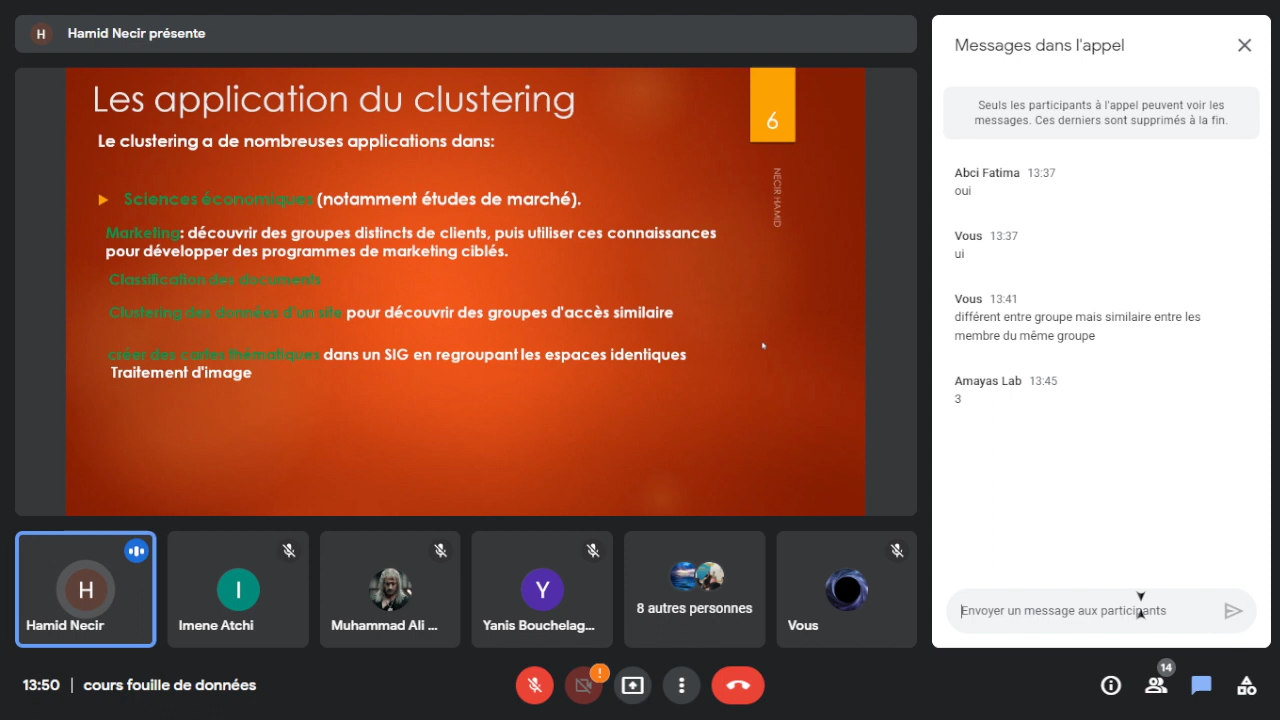 H
Hamid Necir présente
Les application du clustering
6
Le clustering a de nombreuses applications dans:
NECIR HAMID
Sciences économiques (notamment études de marché).
Marketing: découvrir des groupes distincts de clients, puis utiliser ces connaissances
pour développer des programmes de marketing ciblés.
Classification des documents
Clustering des données d'un site pour découvrir des groupes d'accès similaire
créer des cartes thématiques dans un SIG en regroupant les espaces identiques
Traitement d'image
H
Hamid Necir
I
Imene Atchi
Muhammad Ali ...
Y
Yanis Bouchelag...
8 autres personnes
Vous
13:50 | cours fouille de données
!
14
Messages dans l'appel
Seuls les participants à l'appel peuvent voir les
messages. Ces derniers sont supprimés à la fin.
Abci Fatima 13:37
oui
Vous 13:37
ui
Vous 13:41
différent entre groupe mais similaire entre les
membre du même groupe
Amayas Lab 13:45
3
Envoyer un message aux participants